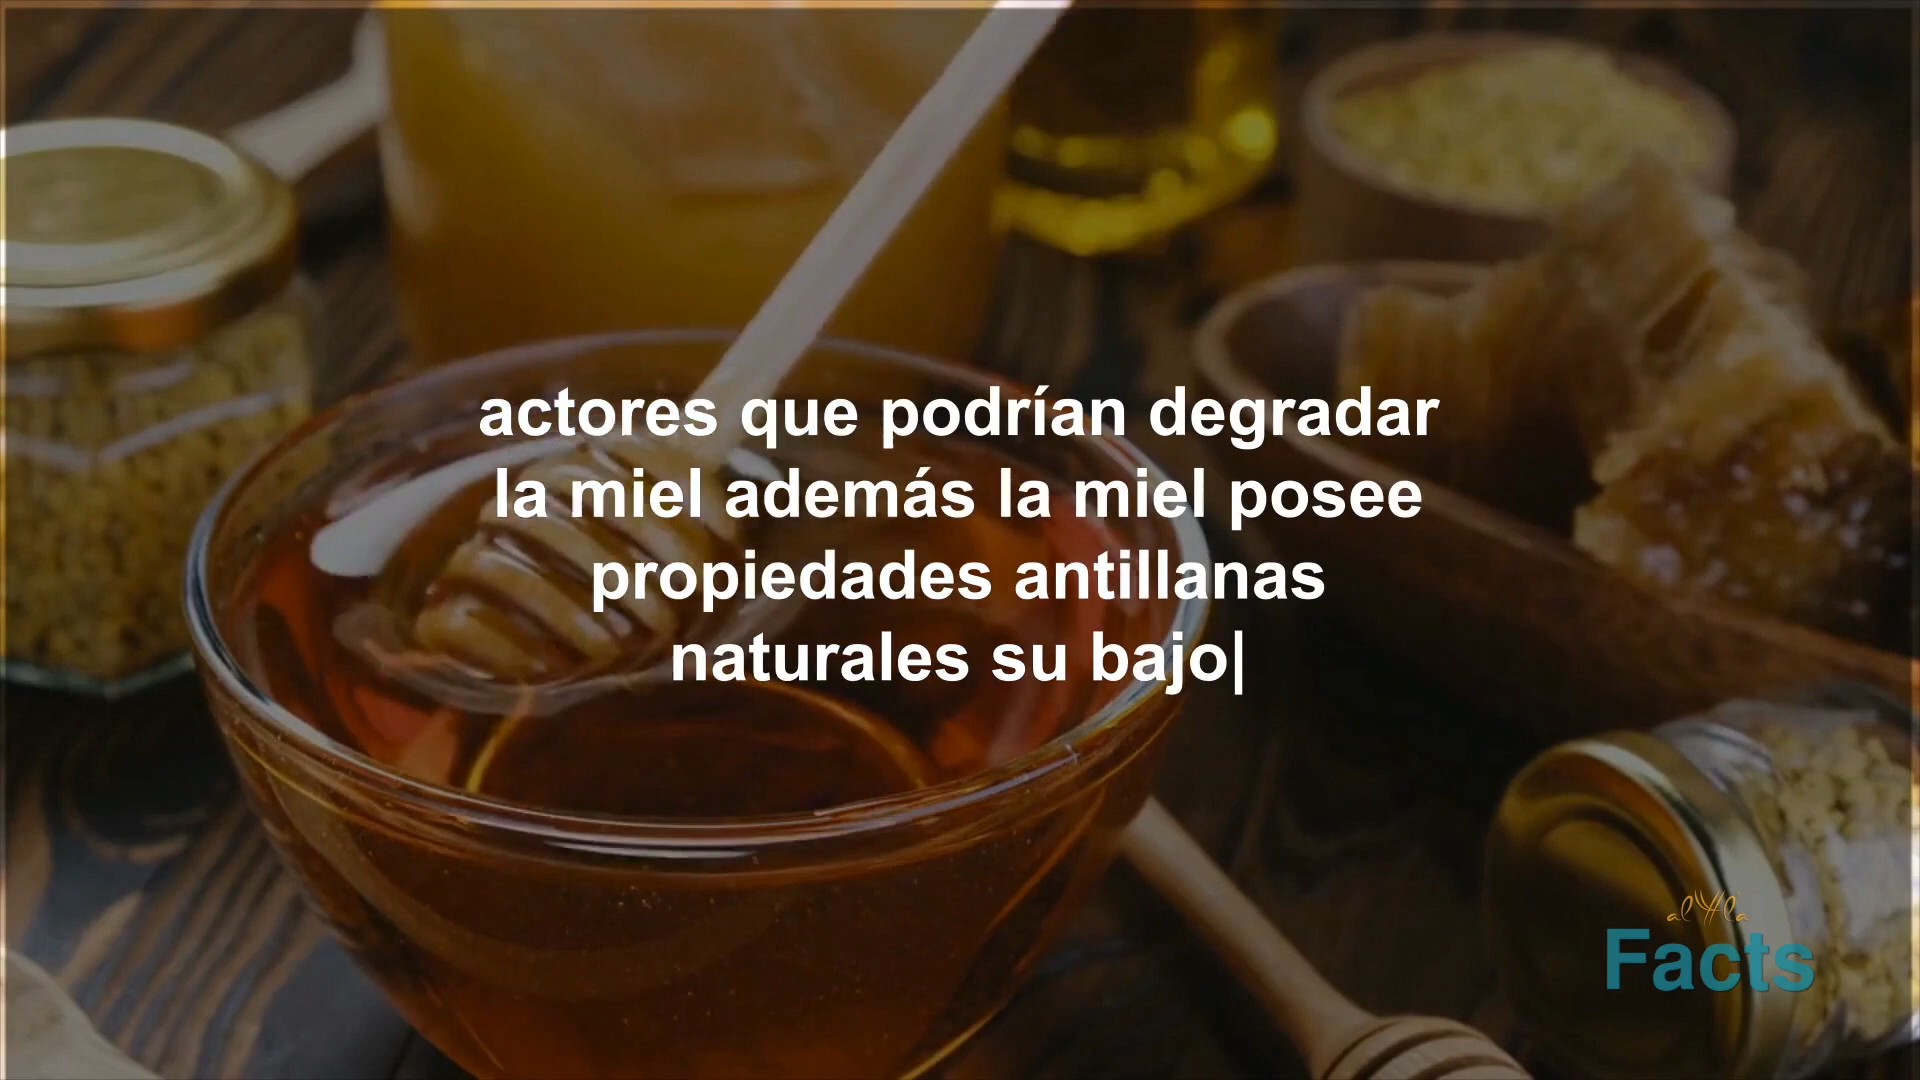 actores que podrían degradar
la miel además la miel posee
propiedades antillanas
naturales su bajo|
Facts